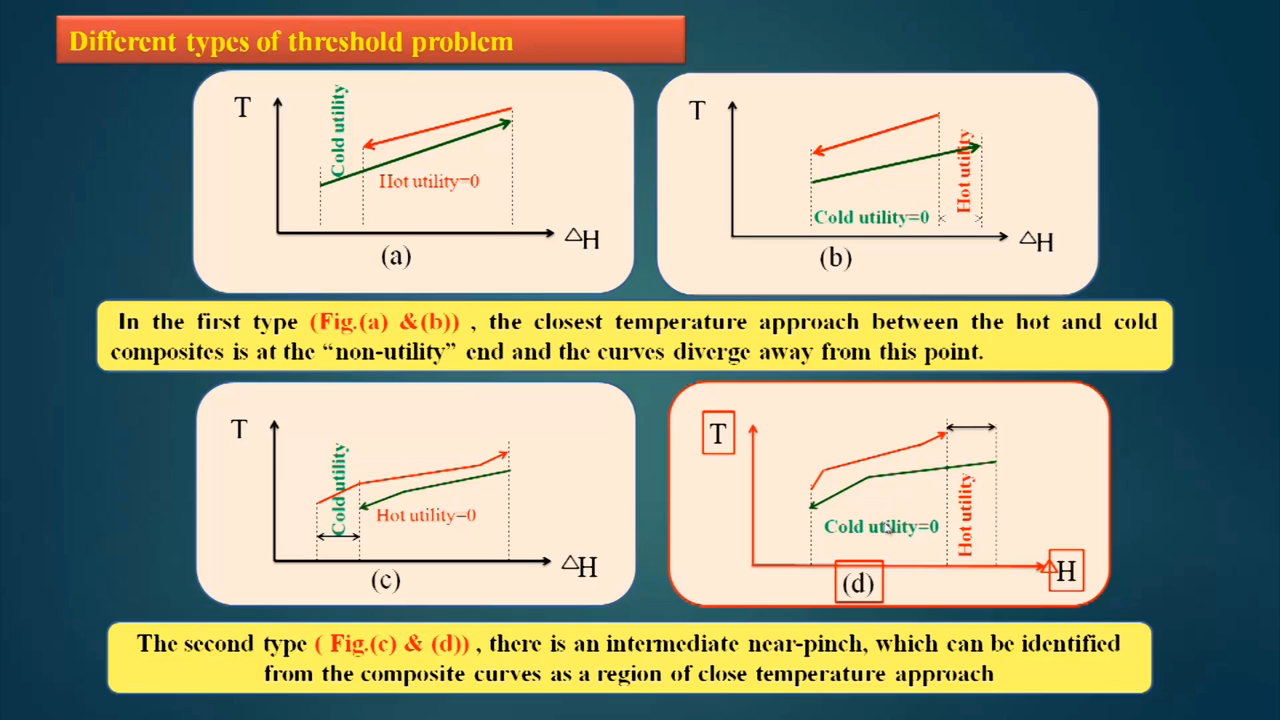 Different types of threshold problem
T
Cold utility
Hot utility=0
△H
(a)
T
Hot utility
Cold utility=0
△H
(b)
In the first type (Fig.(a) &(b)) , the closest temperature approach between the hot and cold
composites is at the “non-utility” end and the curves diverge away from this point.
T
Cold utility
Hot utility=0
△H
(c)
T
Cold utility=0
Hot utility
△H
(d)
The second type ( Fig.(c) & (d)) , there is an intermediate near-pinch, which can be identified
from the composite curves as a region of close temperature approach